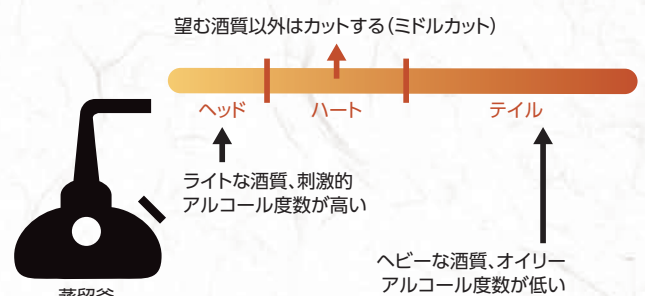 望む酒質以外はカットする(ミドルカット)
ヘッド
ハート
テイル
ライトな酒質、刺激的
アルコール度数が高い
ヘビーな酒質、オイリー
アルコール度数が低い
蒸留釜